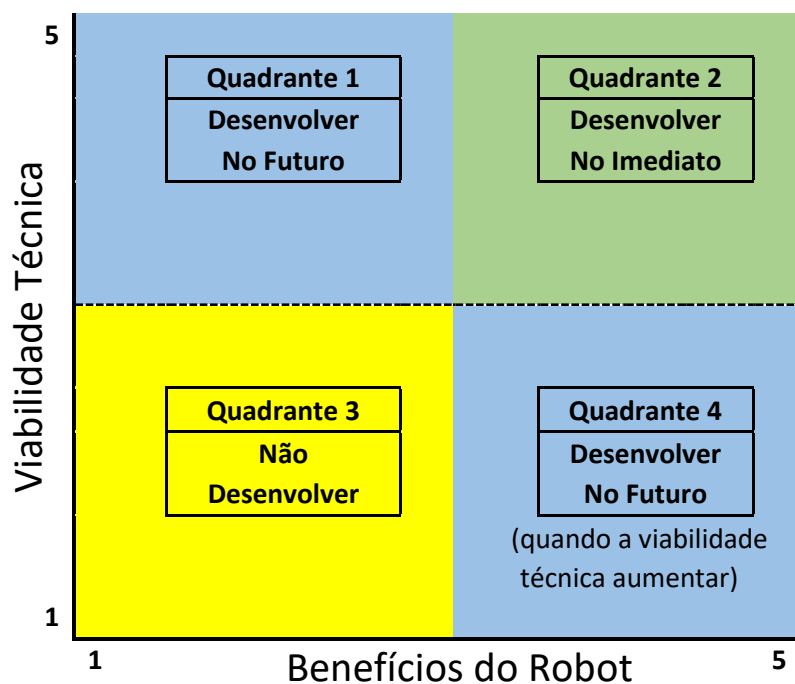 5
Viabilidade Técnica
Quadrante 1
Desenvolver
No Futuro
Quadrante 2
Desenvolver
No Imediato
Quadrante 3
Não
Desenvolver
Quadrante 4
Desenvolver
No Futuro
(quando a viabilidade
técnica aumentar)
1
1
Benefícios do Robot
5